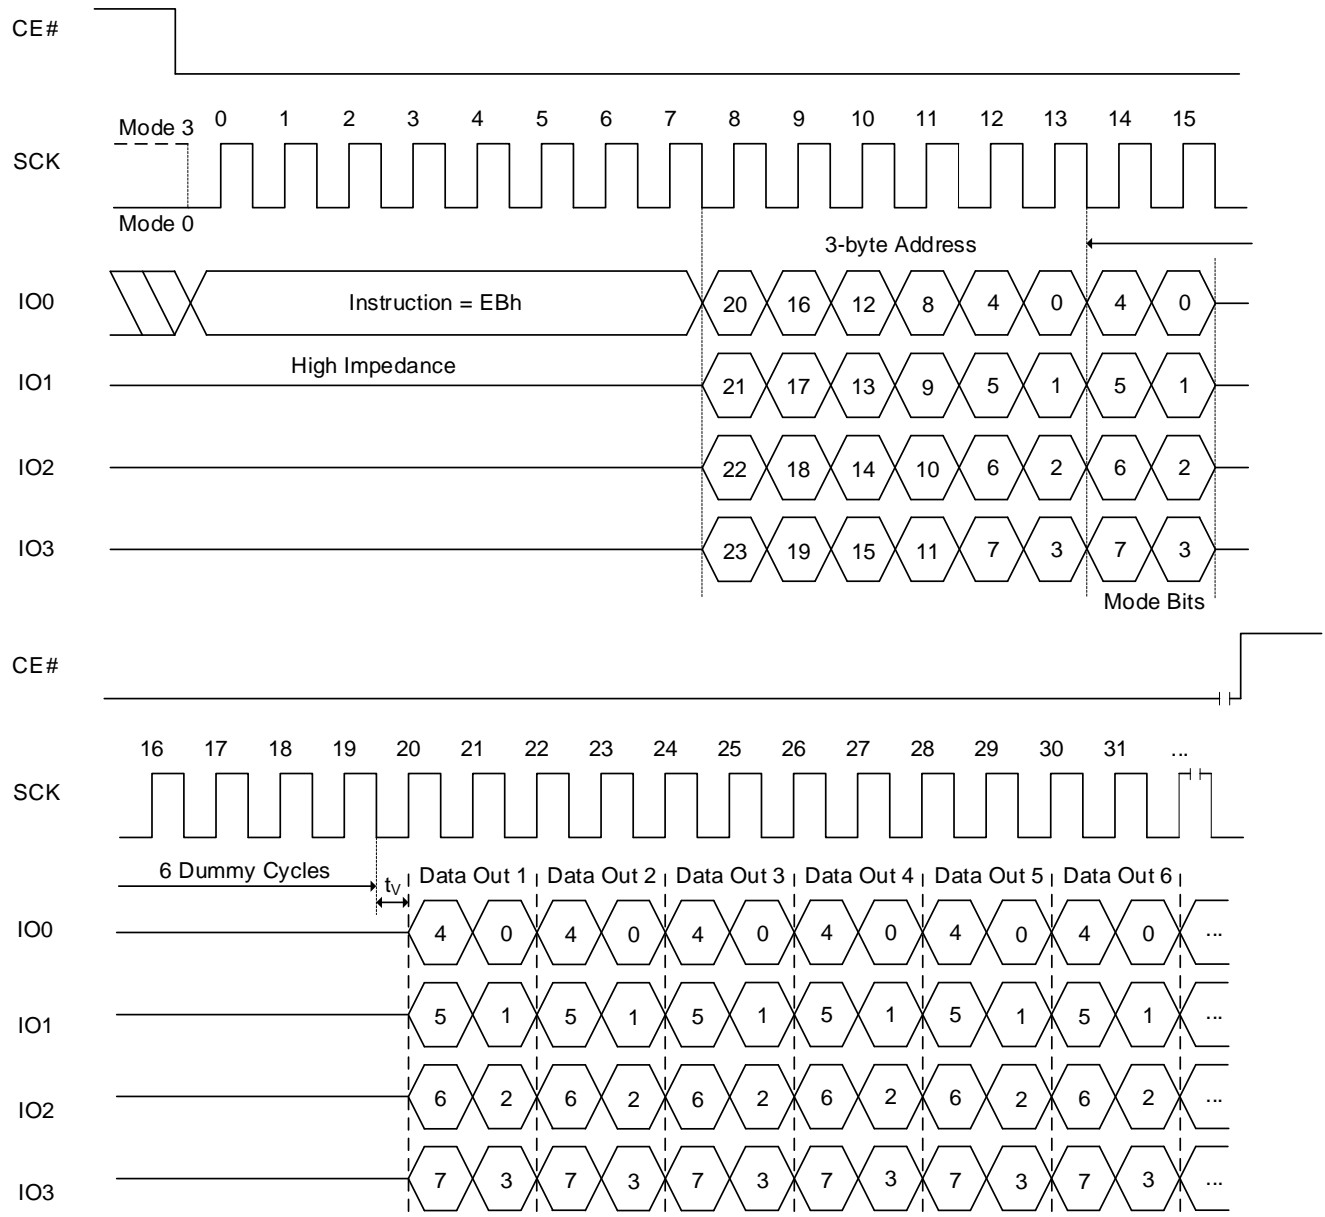 CE#
Mode 3 0 1 2 3 4 5 6 7 8 9 10 11 12 13 14 15
SCK
Mode 0
3-byte Address
IO0 Instruction = EBh 20 16 12 8 4 0 4 0
High Impedance
IO1 21 17 13 9 5 1 5 1
IO2 22 18 14 10 6 2 6 2
IO3 23 19 15 11 7 3 7 3
Mode Bits
CE#
16 17 18 19 20 21 22 23 24 25 26 27 28 29 30 31 ...
SCK
6 Dummy Cycles tV Data Out 1 Data Out 2 Data Out 3 Data Out 4 Data Out 5 Data Out 6
IO0 4 0 4 0 4 0 4 0 4 0 4 0 ...
IO1 5 1 5 1 5 1 5 1 5 1 5 1 ...
IO2 6 2 6 2 6 2 6 2 6 2 6 2 ...
IO3 7 3 7 3 7 3 7 3 7 3 7 3 ...